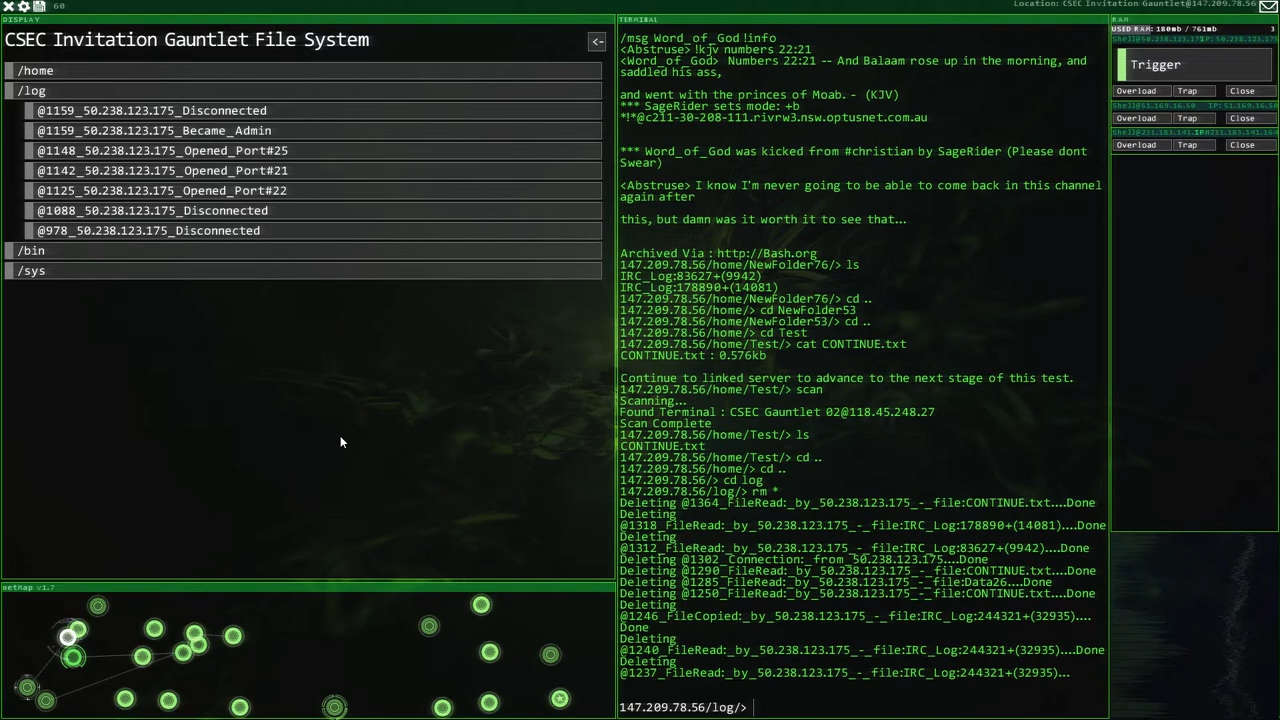 60
Location: CSEC Invitation Gauntlet@147.209.78.56
DISPLAY
CSEC Invitation Gauntlet File System
<-
/home
/log
@1159_50.238.123.175_Disconnected
@1159_50.238.123.175_Became_Admin
@1148_50.238.123.175_Opened_Port#25
@1142_50.238.123.175_Opened_Port#21
@1125_50.238.123.175_Opened_Port#22
@1088_50.238.123.175_Disconnected
@978_50.238.123.175_Disconnected
/bin
/sys
netMap v1.7
TERMINAL
/msg Word_of_God !info
<Abstruse> !kjv numbers 22:21
<Word_of_God>  Numbers 22:21 -- And Balaam rose up in the morning, and
saddled his ass,
and went with the princes of Moab. - (KJV)
*** SageRider sets mode: +b
*!*@c211-30-208-111.rivrw3.nsw.optusnet.com.au
*** Word_of_God was kicked from #christian by SageRider (Please dont
Swear)
<Abstruse> I know I'm never going to be able to come back in this channel
again after
this, but damn was it worth it to see that...
Archived Via : http://Bash.org
147.209.78.56/home/NewFolder76/> ls
IRC_Log:83627+(9942)
IRC_Log:178890+(14081)
147.209.78.56/home/NewFolder76/> cd ..
147.209.78.56/home/> cd NewFolder53
147.209.78.56/home/NewFolder53/> cd ..
147.209.78.56/home/> cd Test
147.209.78.56/home/Test/> cat CONTINUE.txt
CONTINUE.txt : 0.576kb
Continue to linked server to advance to the next stage of this test.
147.209.78.56/home/Test/> scan
Scanning...
Found Terminal : CSEC Gauntlet 02@118.45.248.27
Scan Complete
147.209.78.56/home/Test/> ls
CONTINUE.txt
147.209.78.56/home/Test/> cd ..
147.209.78.56/home/> cd ..
147.209.78.56/> cd log
147.209.78.56/log/> rm *
Deleting @1364_FileRead:_by_50.238.123.175_-_file:CONTINUE.txt....Done
Deleting
@1318_FileRead:_by_50.238.123.175_-_file:IRC_Log:178890+(14081)....Done
Deleting
@1312_FileRead:_by_50.238.123.175_-_file:IRC_Log:83627+(9942)....Done
Deleting @1302_Connection:_from_50.238.123.175....Done
Deleting @1290_FileRead:_by_50.238.123.175_-_file:CONTINUE.txt....Done
Deleting @1285_FileRead:_by_50.238.123.175_-_file:Data26....Done
Deleting @1250_FileRead:_by_50.238.123.175_-_file:CONTINUE.txt....Done
Deleting
@1246_FileCopied:_by_50.238.123.175_-_file:IRC_Log:244321+(32935)....
Done
Deleting
@1240_FileRead:_by_50.238.123.175_-_file:IRC_Log:244321+(32935)....Done
Deleting
@1237_FileRead:_by_50.238.123.175_-_file:IRC_Log:244321+(32935)...
147.209.78.56/log/>
RAM
USED RAM: 180mb / 761mb 3
Trigger
Overload Trap Close
Shell@51.169.16.50 IP: 51.169.16.50
Overload Trap Close
Overload Trap Close